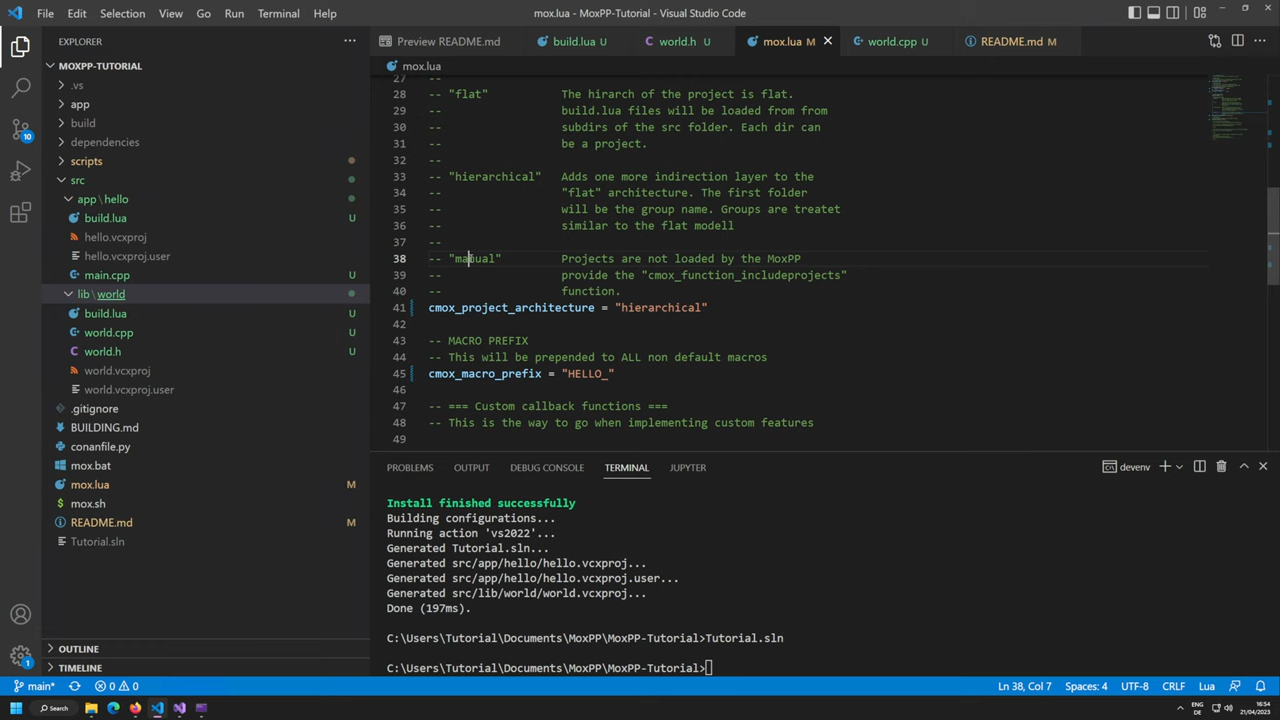 File Edit Selection View Go Run Terminal Help
mox.lua - MoxPP-Tutorial - Visual Studio Code
EXPLORER
MOXPP-TUTORIAL
.vs
app
build
dependencies
scripts
src
app\hello
build.lua U
hello.vcxproj
hello.vcxproj.user
main.cpp U
lib\world
build.lua U
world.cpp U
world.h U
world.vcxproj
world.vcxproj.user
.gitignore
BUILDING.md
conanfile.py
mox.bat
mox.lua M
mox.sh
README.md M
Tutorial.sln
OUTLINE
TIMELINE
Preview README.md build.lua U world.h U mox.lua M world.cpp U README.md M
mox.lua
27 --
28 -- "flat" The hirarch of the project is flat.
29 -- build.lua files will be loaded from from
30 -- subdirs of the src folder. Each dir can
31 -- be a project.
32 --
33 -- "hierarchical" Adds one more indirection layer to the
34 -- "flat" architecture. The first folder
35 -- will be the group name. Groups are treatet
36 -- similar to the flat modell
37 --
38 -- "manual" Projects are not loaded by the MoxPP
39 -- provide the "cmox_function_includeprojects"
40 -- function.
41 cmox_project_architecture = "hierarchical"
42
43 -- MACRO PREFIX
44 -- This will be prepended to ALL non default macros
45 cmox_macro_prefix = "HELLO_"
46
47 -- === Custom callback functions ===
48 -- This is the way to go when implementing custom features
49
PROBLEMS OUTPUT DEBUG CONSOLE TERMINAL JUPYTER
devenv
Install finished successfully
Building configurations...
Running action 'vs2022'...
Generated Tutorial.sln...
Generated src/app/hello/hello.vcxproj...
Generated src/app/hello/hello.vcxproj.user...
Generated src/lib/world/world.vcxproj...
Done (197ms).
C:\Users\Tutorial\Documents\MoxPP\MoxPP-Tutorial>Tutorial.sln
C:\Users\Tutorial\Documents\MoxPP\MoxPP-Tutorial>
10
1
main* 0 0 Ln 38, Col 7 Spaces: 4 UTF-8 CRLF Lua
Search
ENG
DE
16:54
21/04/2023